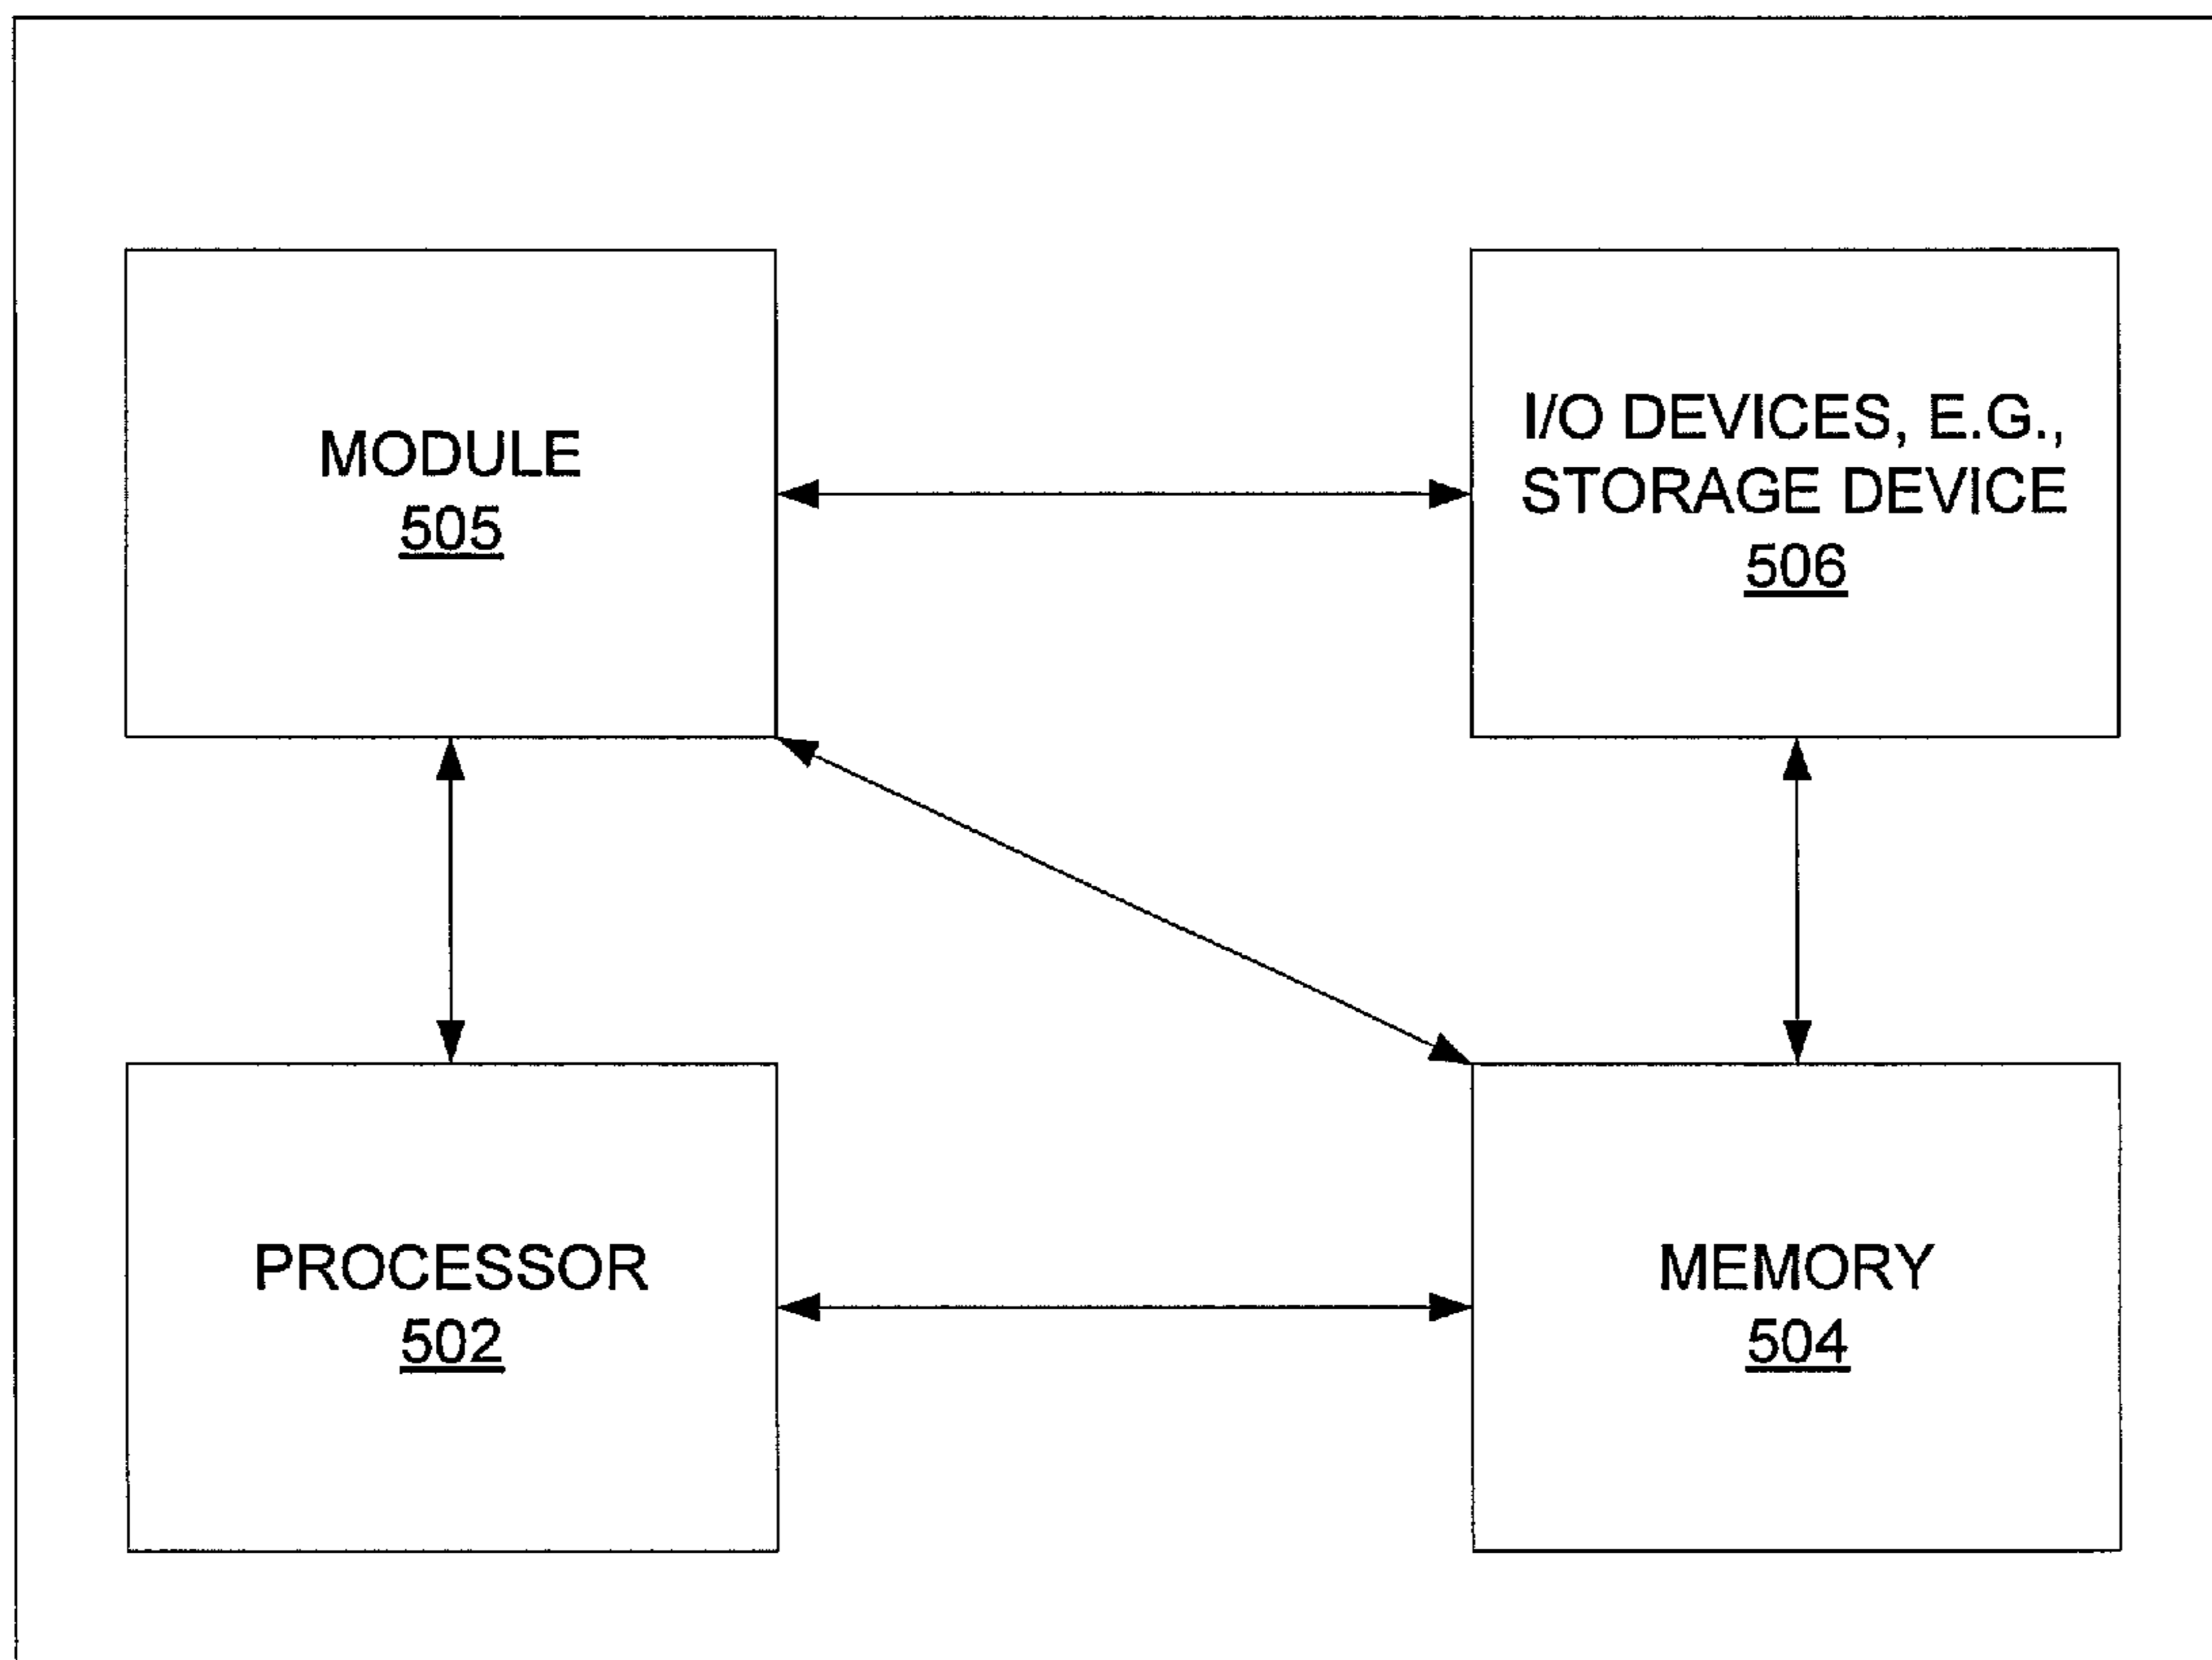 MODULE
505
I/O DEVICES, E.G.,
STORAGE DEVICE
506
PROCESSOR
502
MEMORY
504